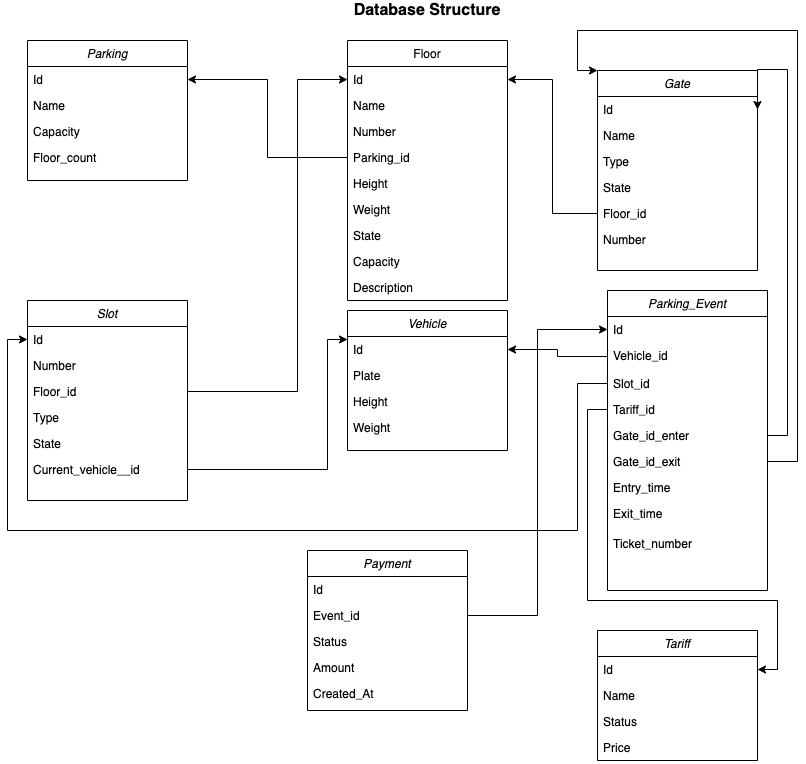 Database Structure
Parking
Id
Name
Capacity
Floor_count
Floor
Id
Name
Number
Parking_id
Height
Weight
State
Capacity
Description
Gate
Id
Name
Type
State
Floor_id
Number
Slot
Id
Number
Floor_id
Type
State
Current_vehicle__id
Vehicle
Id
Plate
Height
Weight
Parking_Event
Id
Vehicle_id
Slot_id
Tariff_id
Gate_id_enter
Gate_id_exit
Entry_time
Exit_time
Ticket_number
Payment
Id
Event_id
Status
Amount
Created_At
Tariff
Id
Name
Status
Price